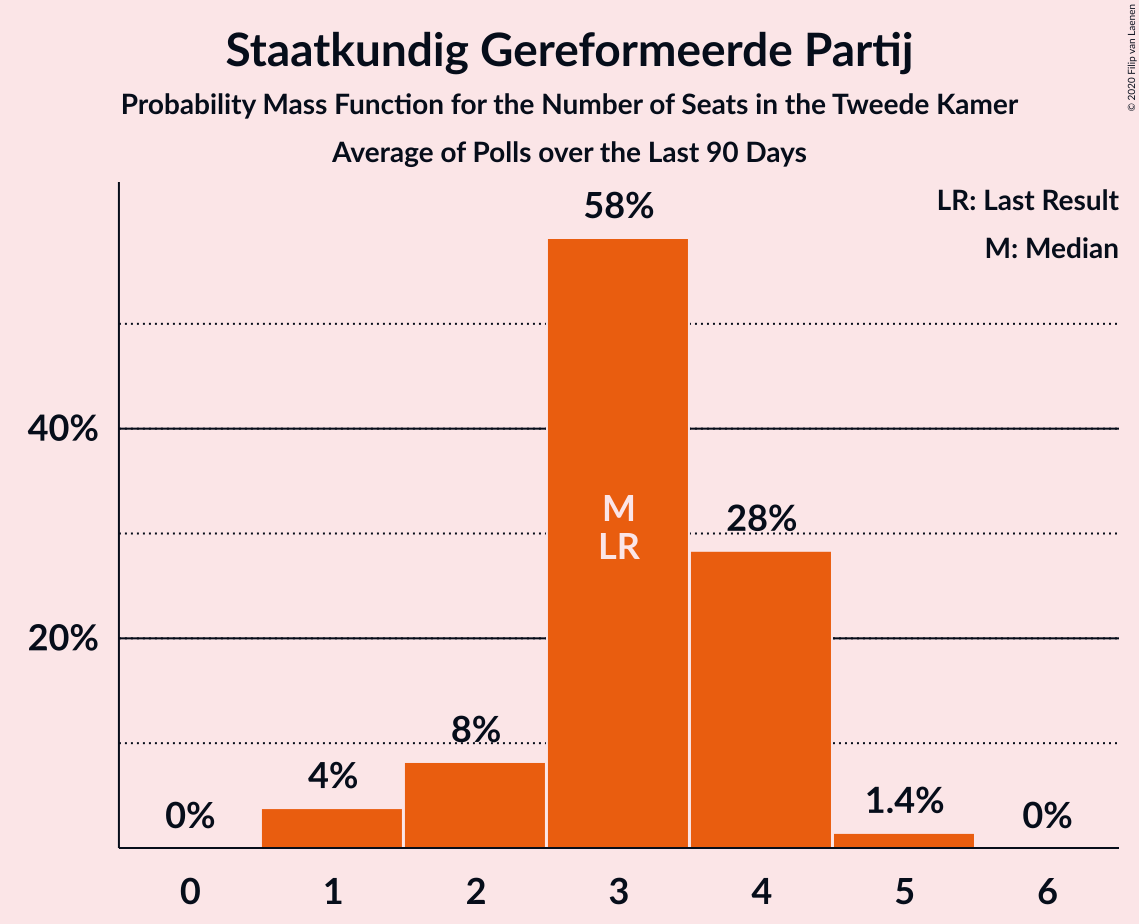 Staatkundig Gereformeerde Partij
Probability Mass Function for the Number of Seats in the Tweede Kamer
Average of Polls over the Last 90 Days
© 2020 Filip van Laenen
LR: Last Result
M: Median
58%
40%
M
LR
28%
20%
8%
4%
1.4%
0%
0%
0 1 2 3 4 5 6